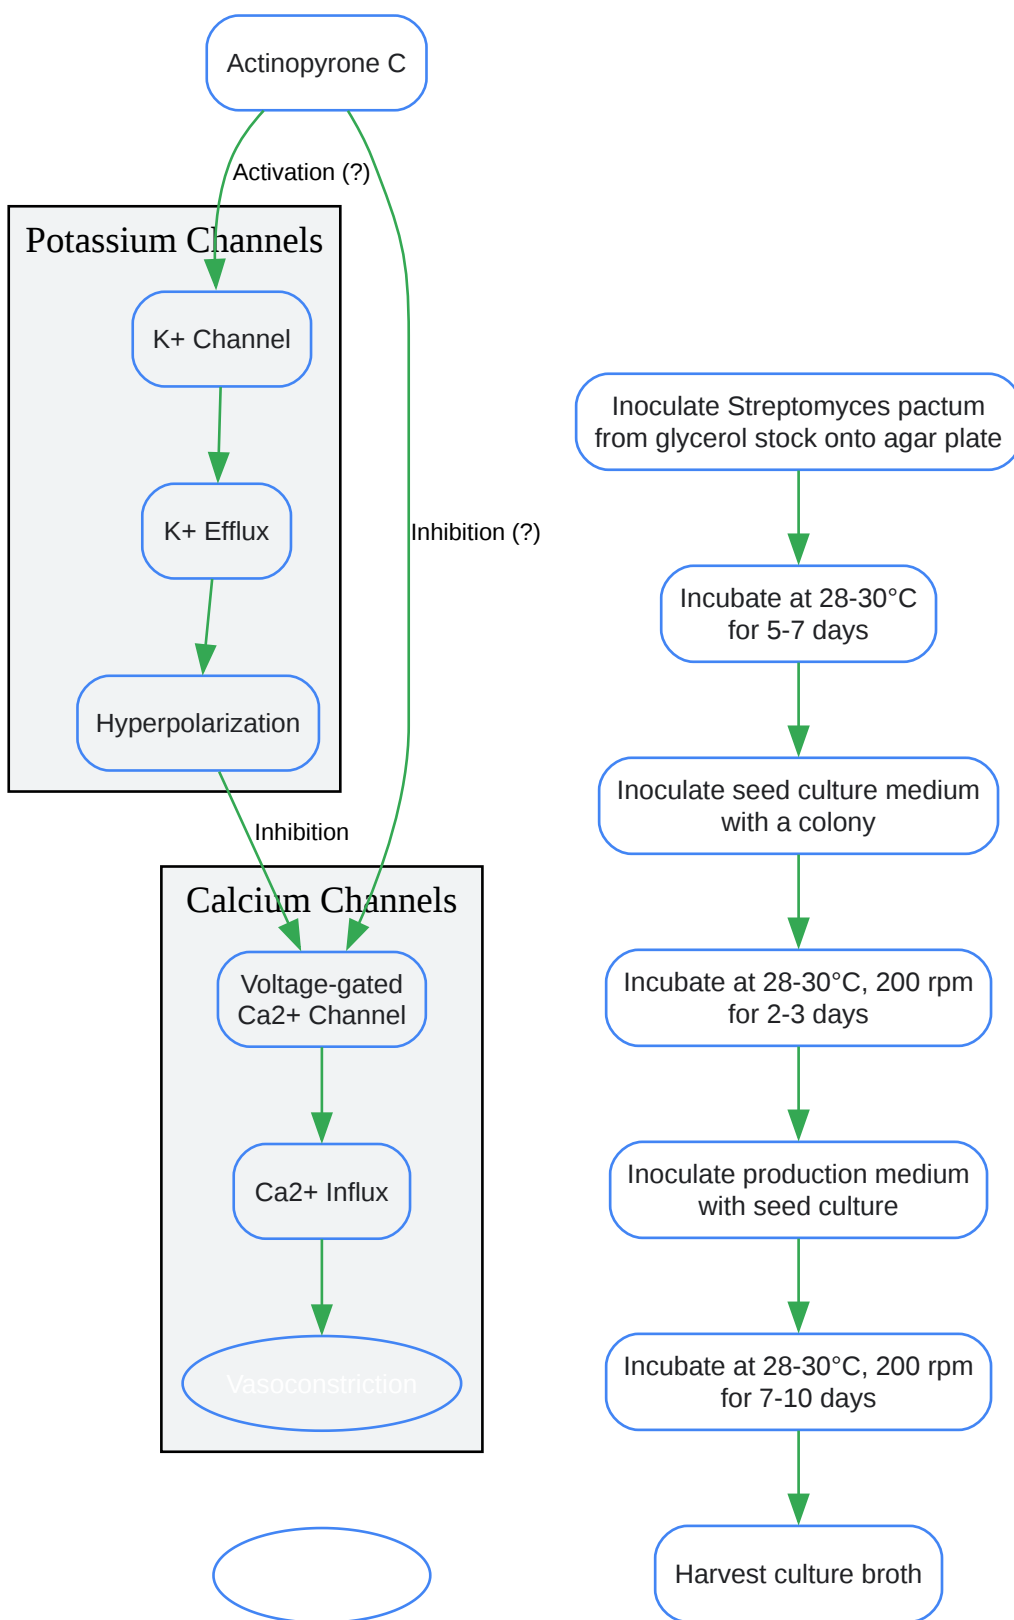 Actinopyrone C
Activation (?)
Potassium Channels
K+ Channel
K+ Efflux
Inhibition (?)
Hyperpolarization
Inhibition
Calcium Channels
Voltage-gated
Ca2+ Channel
Ca2+ Influx
Vasoconstriction
Inoculate Streptomyces pactum
from glycerol stock onto agar plate
Incubate at 28-30°C
for 5-7 days
Inoculate seed culture medium
with a colony
Incubate at 28-30°C, 200 rpm
for 2-3 days
Inoculate production medium
with seed culture
Incubate at 28-30°C, 200 rpm
for 7-10 days
Harvest culture broth